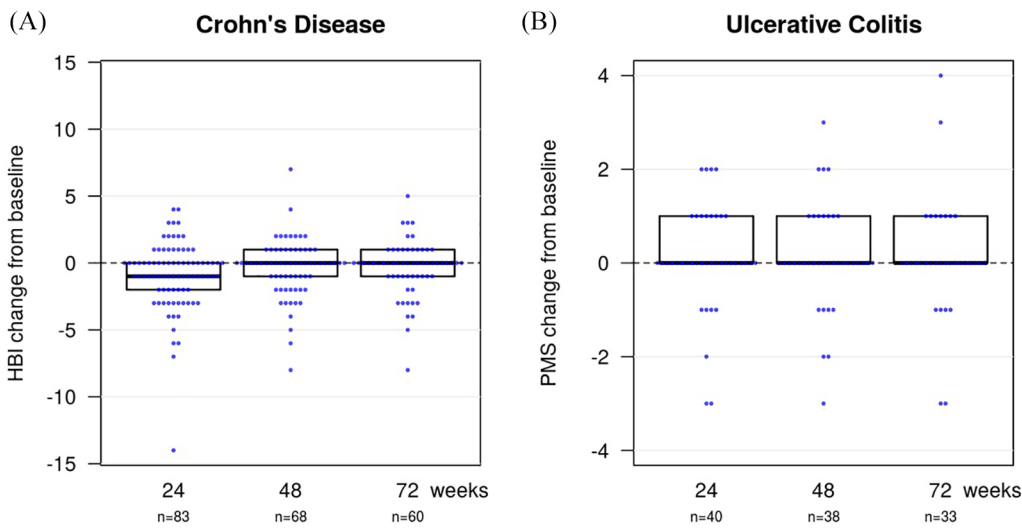 (A)
Crohn's Disease
HBI change from baseline
15
10
5
0
-5
-10
-15
24
48
72 weeks
n=83
n=68
n=60
(B)
Ulcerative Colitis
PMS change from baseline
4
2
0
-2
-4
24
48
72 weeks
n=40
n=38
n=33